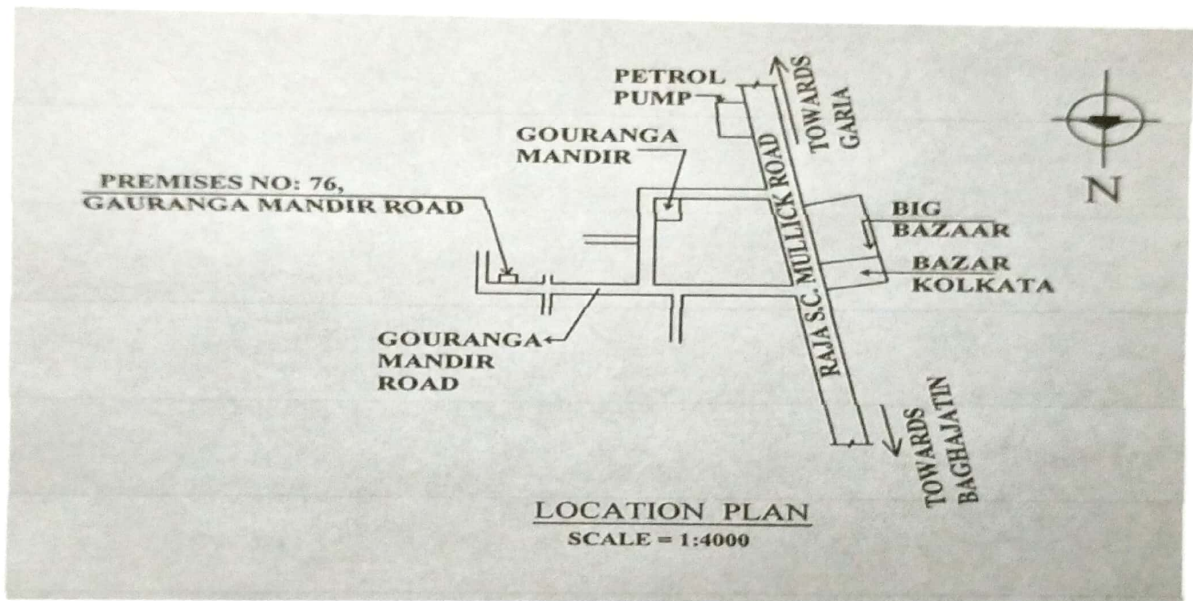 PETROL
PUMP
TOWARDS
GARIA
GOURANGA
MANDIR
PREMISES NO: 76,
GAURANGA MANDIR ROAD
RAJA S.C. MULLICK ROAD
N
BIG
BAZAAR
BAZAR
KOLKATA
GOURANGA
MANDIR
ROAD
TOWARDS
BAGHAJATIN
LOCATION PLAN
SCALE = 1:4000